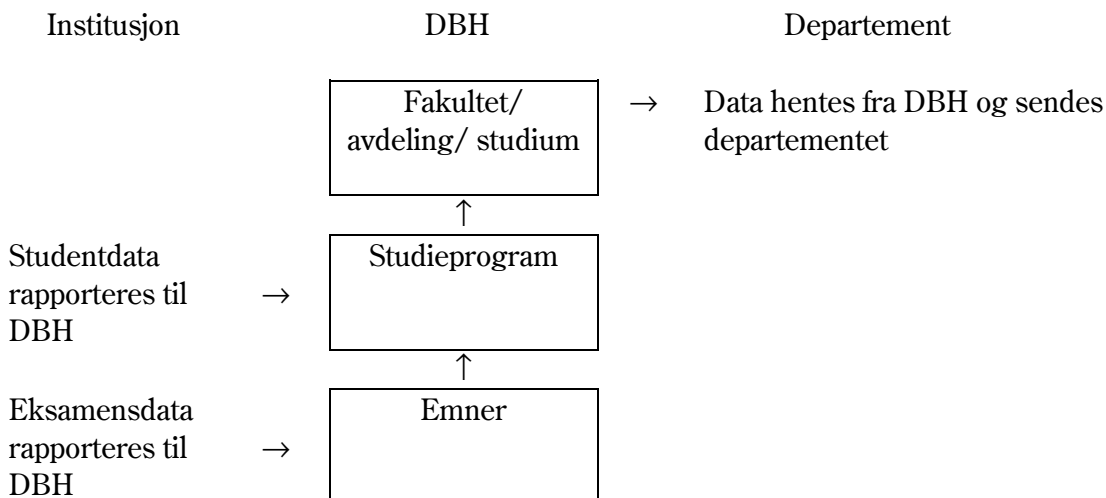 Institusjon DBH Departement
Fakultet/ → Data hentes fra DBH og sendes
avdeling/ studium departementet
↑
Studentdata Studieprogram
rapporteres til →
DBH
↑
Eksamensdata Emner
rapporteres til →
DBH